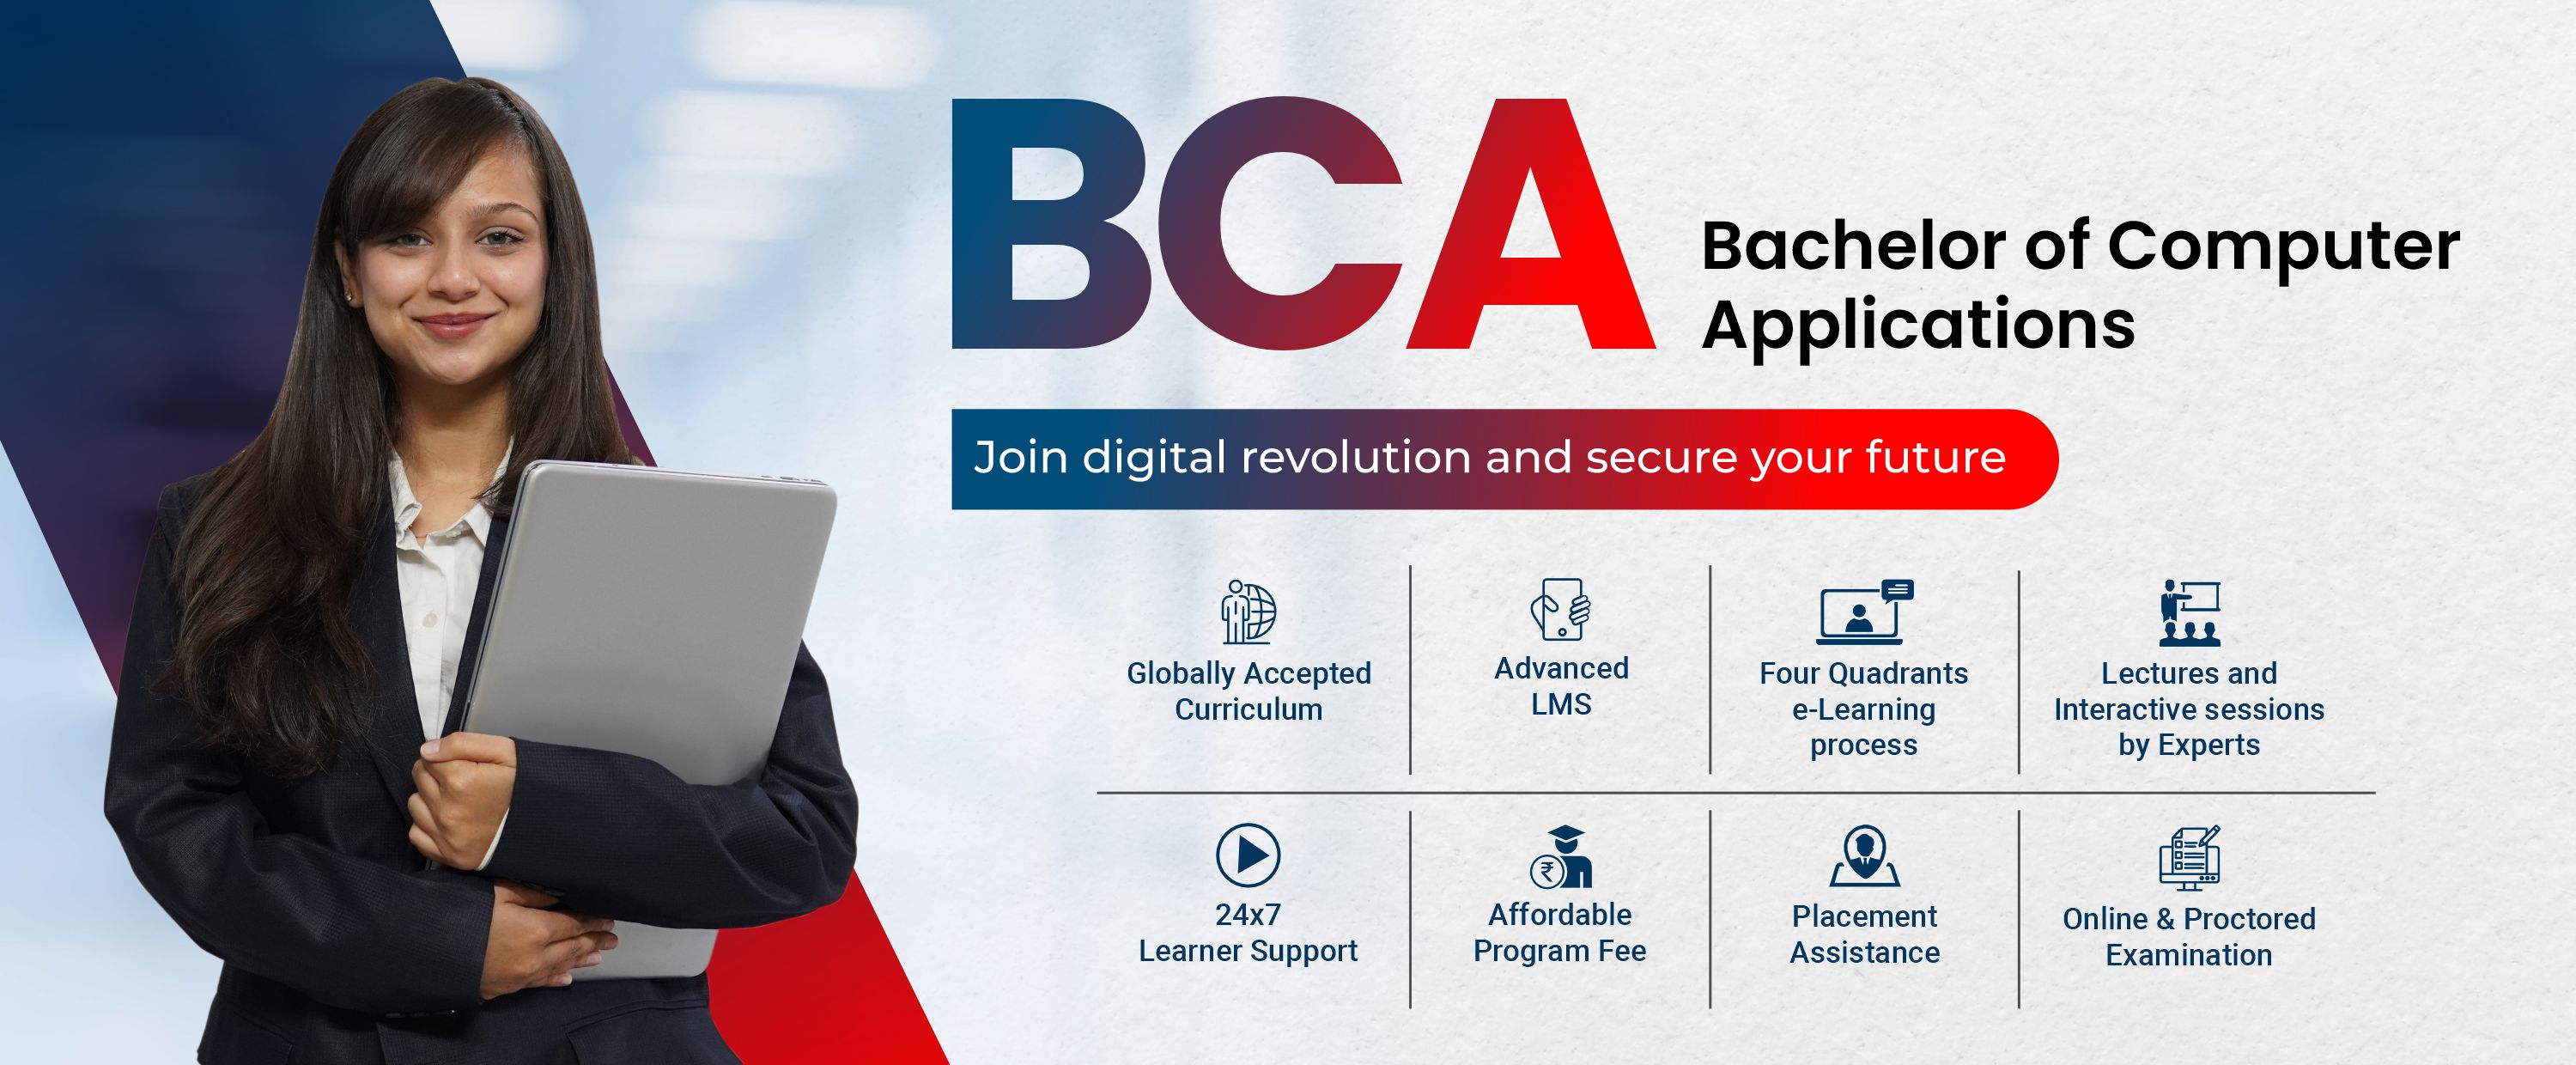 BCA
Bachelor of Computer
Applications
Join digital revolution and secure your future
Globally Accepted
Curriculum
Advanced
LMS
Four Quadrants
e-Learning
process
Lectures and
Interactive sessions
by Experts
24x7
Learner Support
₹
Affordable
Program Fee
Placement
Assistance
Online & Proctored
Examination